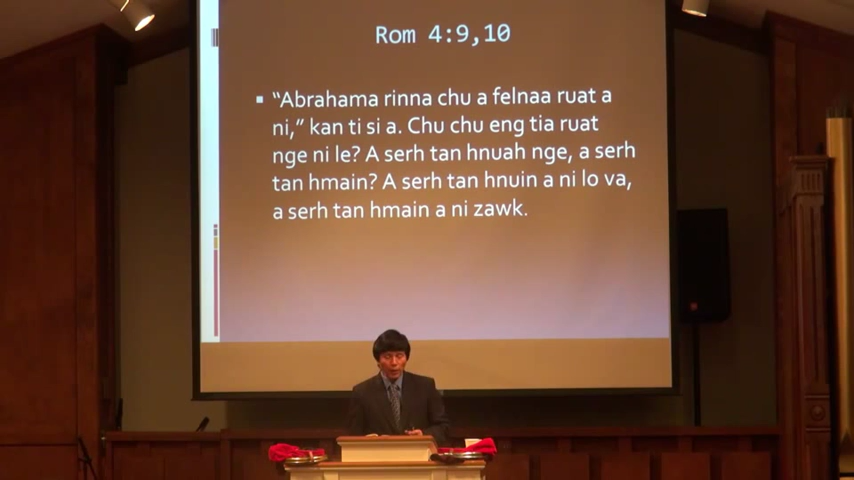 Rom 4:9,10
▪ “Abrahama rinna chu a felnaa ruat a
ni,” kan ti si a. Chu chu eng tia ruat
nge ni le? A serh tan hnuah nge, a serh
tan hmain? A serh tan hnuin a ni lo va,
a serh tan hmain a ni zawk.